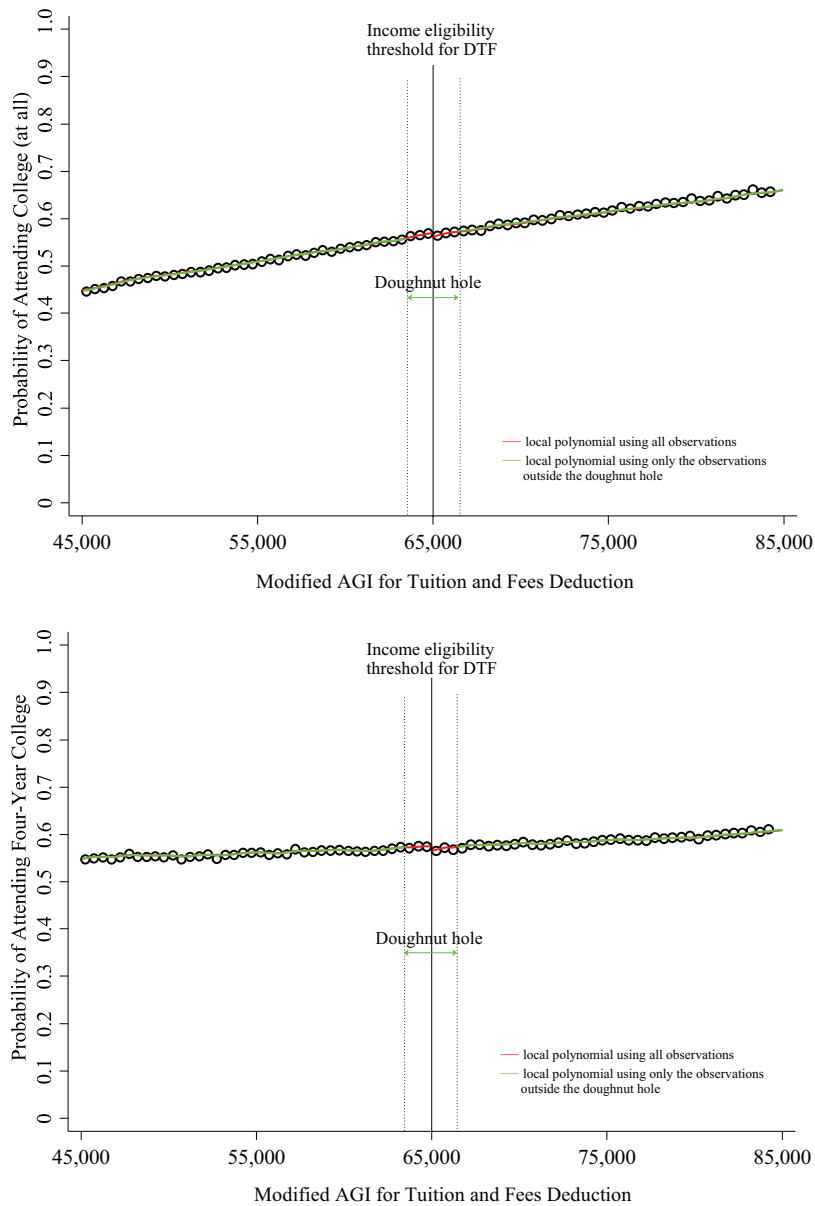 Income eligibility
threshold for DTF
Probability of Attending College (at all)
1.0
0.9
0.8
0.7
0.6
0.5
0.4
0.3
0.2
0.1
0
Doughnut hole
local polynomial using all observations
local polynomial using only the observations
outside the doughnut hole
45,000 55,000 65,000 75,000 85,000
Modified AGI for Tuition and Fees Deduction
Income eligibility
threshold for DTF
Probability of Attending Four-Year College
1.0
0.9
0.8
0.7
0.6
0.5
0.4
0.3
0.2
0.1
0
Doughnut hole
local polynomial using all observations
local polynomial using only the observations
outside the doughnut hole
45,000 55,000 65,000 75,000 85,000
Modified AGI for Tuition and Fees Deduction